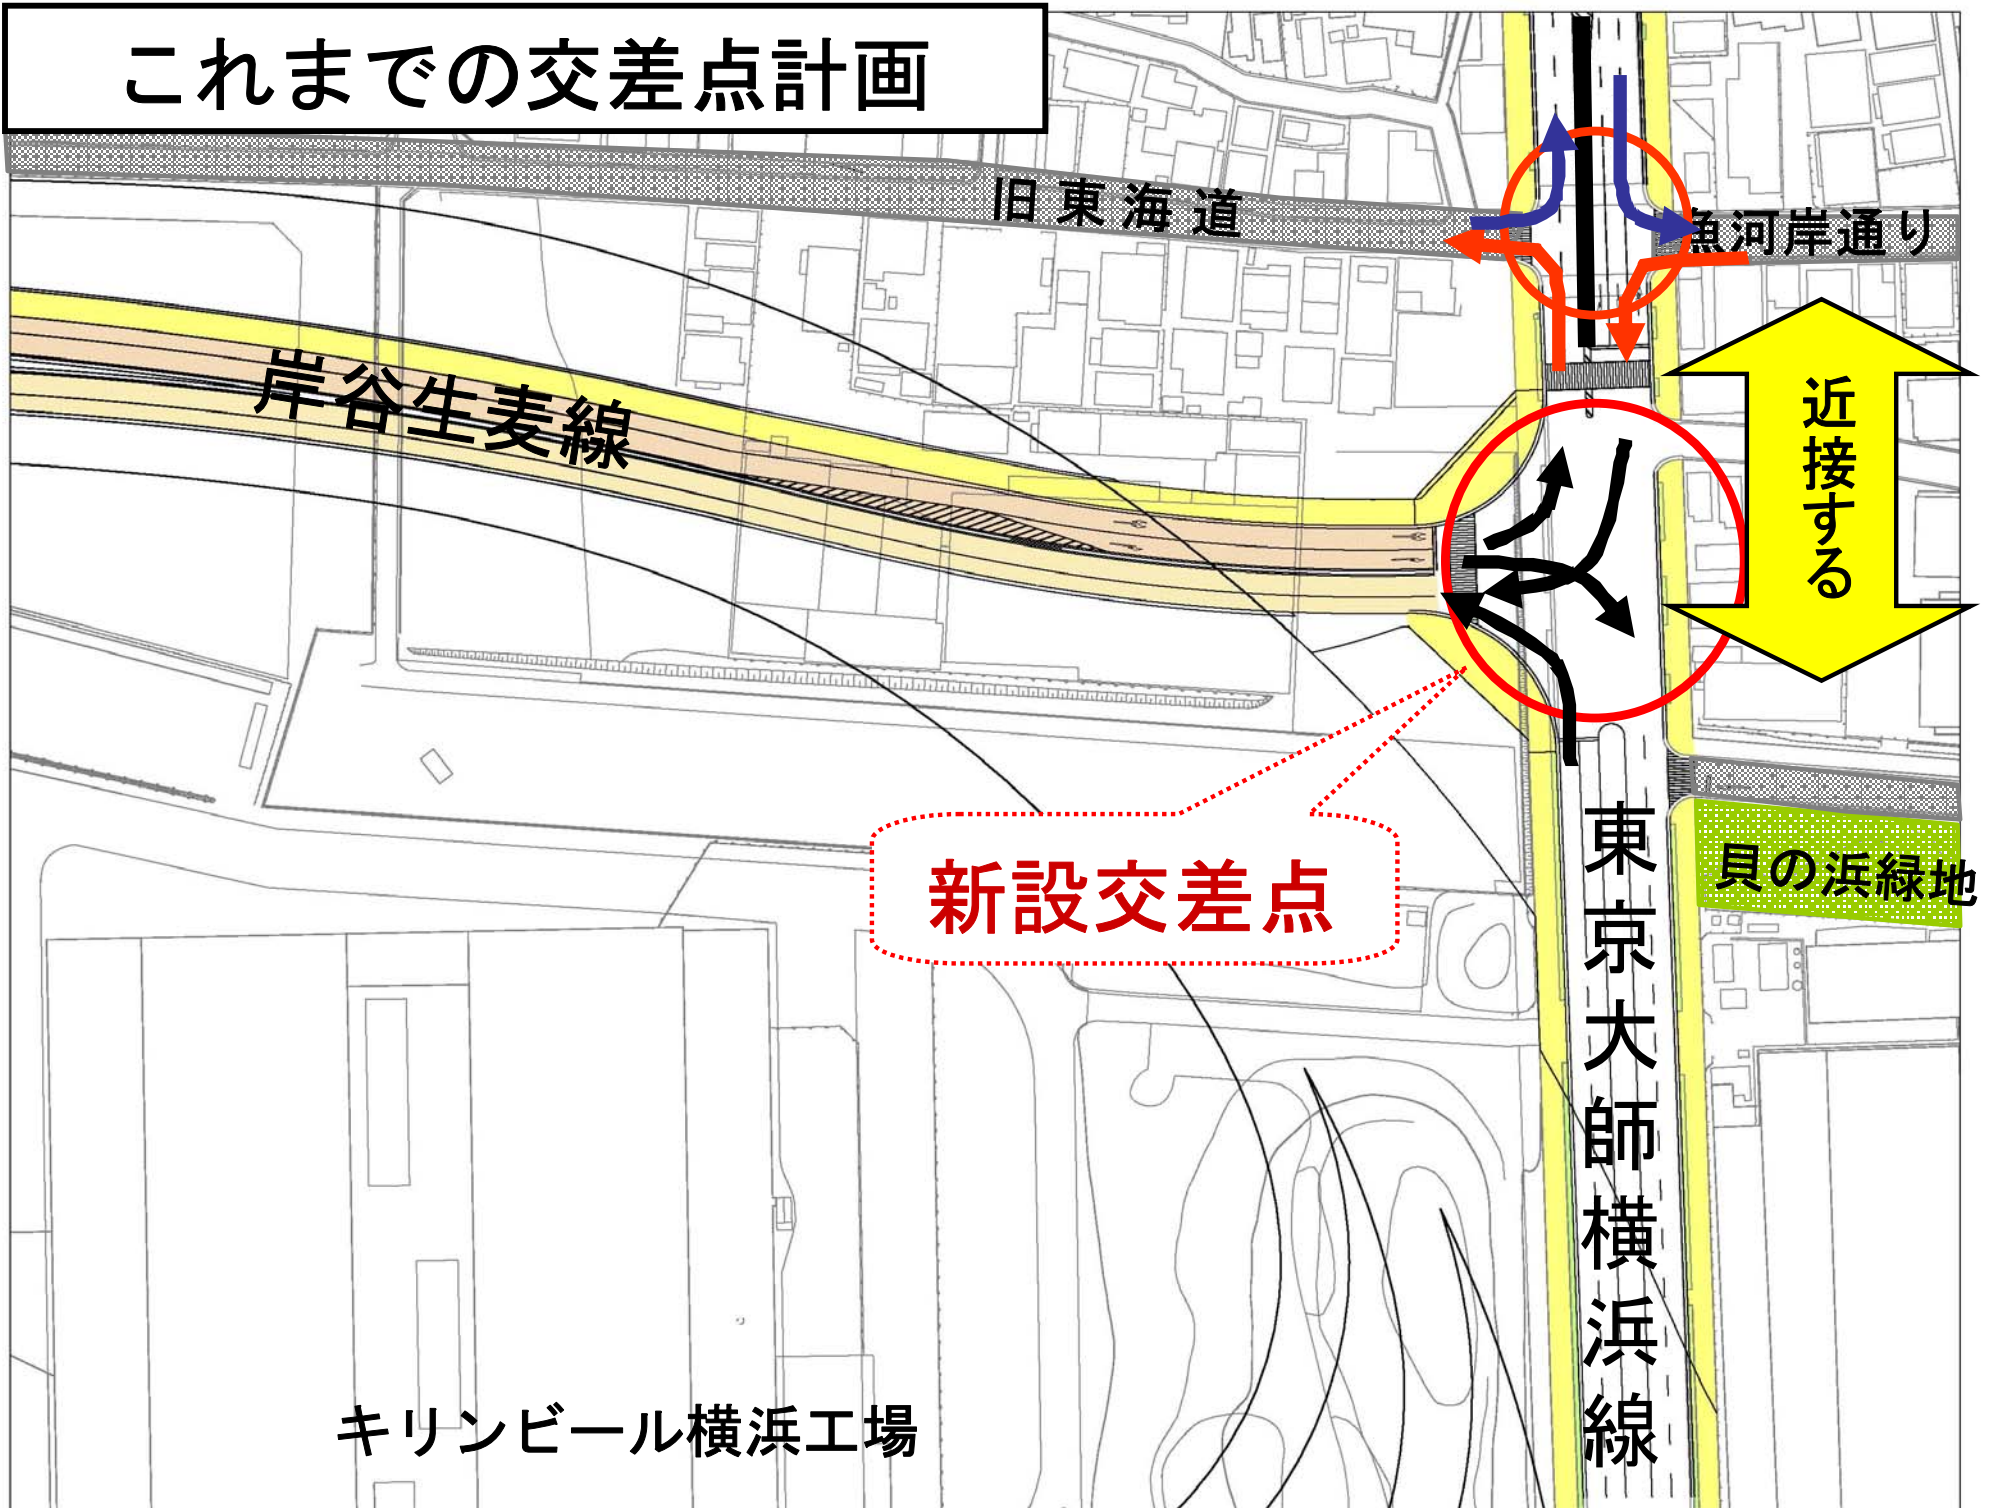 これまでの交差点計画
旧東海道
魚河岸通り
岸谷生麦線
近接する
新設交差点
東京大師横浜線
貝の浜緑地
キリンビール横浜工場